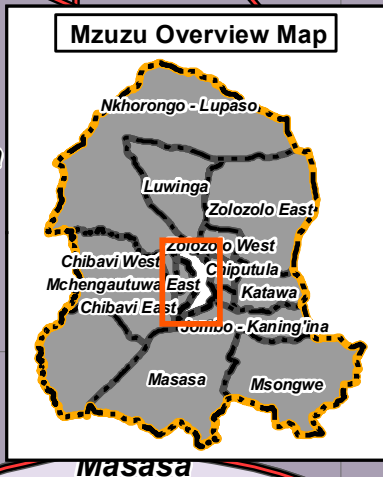 Mzuzu Overview Map
Nkhorongo - Lupaso
Luwinga
Zolozolo East
Zolozolo West
Chibavi West
Chiputula
Mchengautuwa East
Katawa
Chibavi East
Jombo - Kaning'ina
Masasa
Msongwe
Masasa